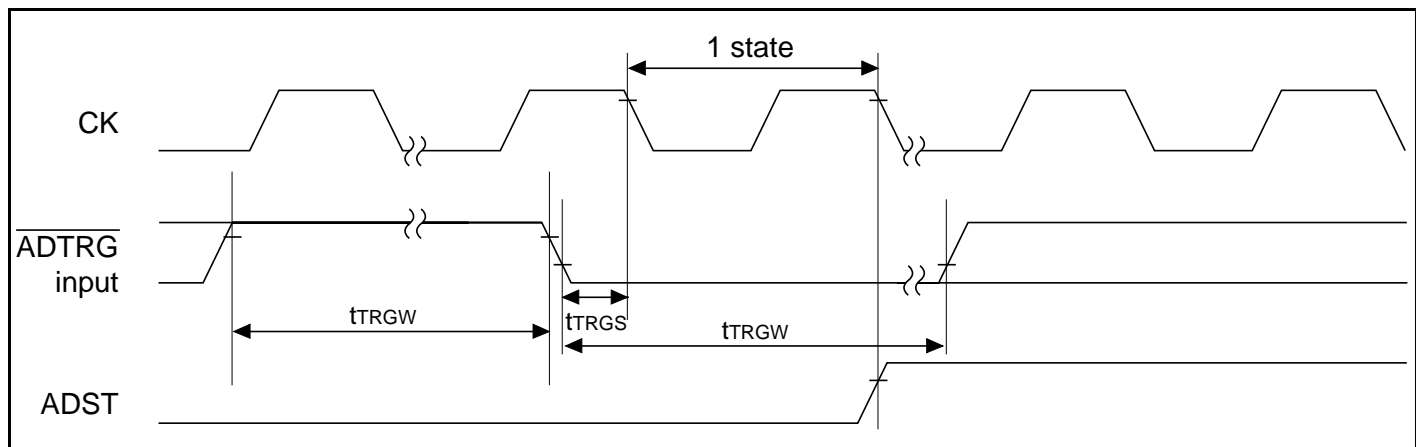 1 state
CK
ADTRG
input
tTRGW
tTRGS
tTRGW
ADST